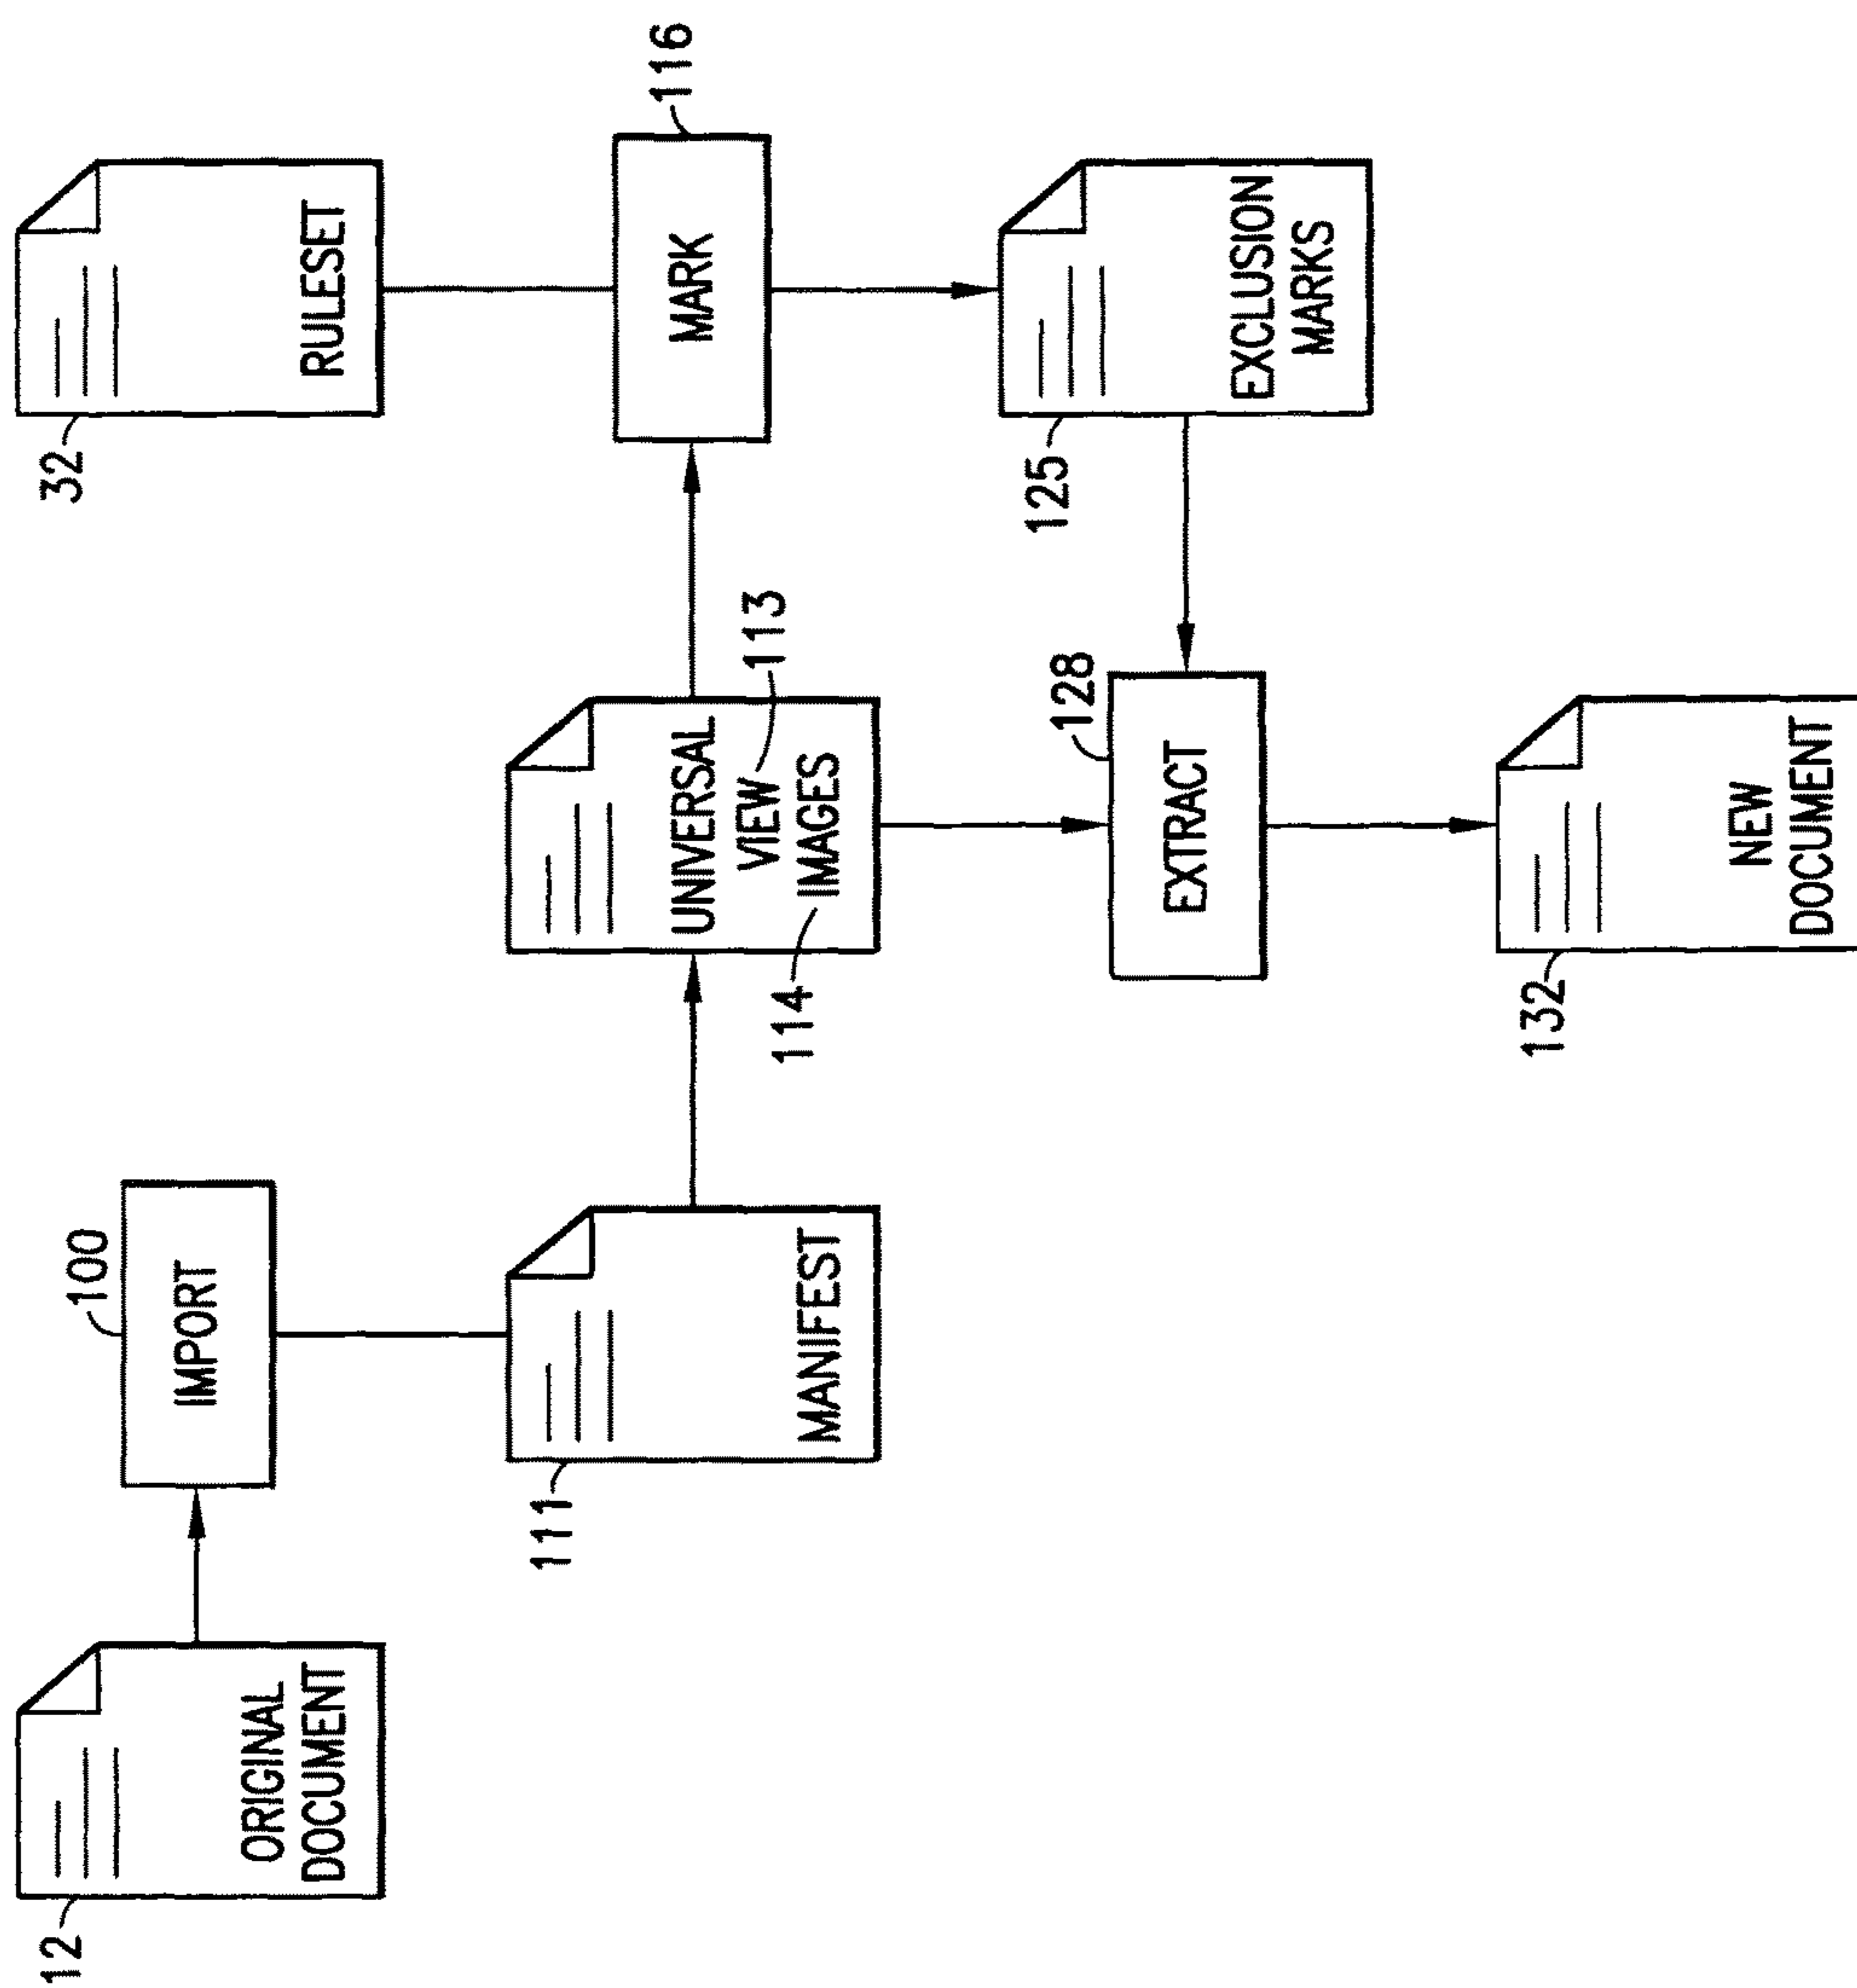 12
ORIGINAL
DOCUMENT
100
IMPORT
111
MANIFEST
UNIVERSAL
VIEW
113
114
IMAGES
32
RULESET
116
MARK
125
EXCLUSION
MARKS
128
EXTRACT
132
NEW
DOCUMENT